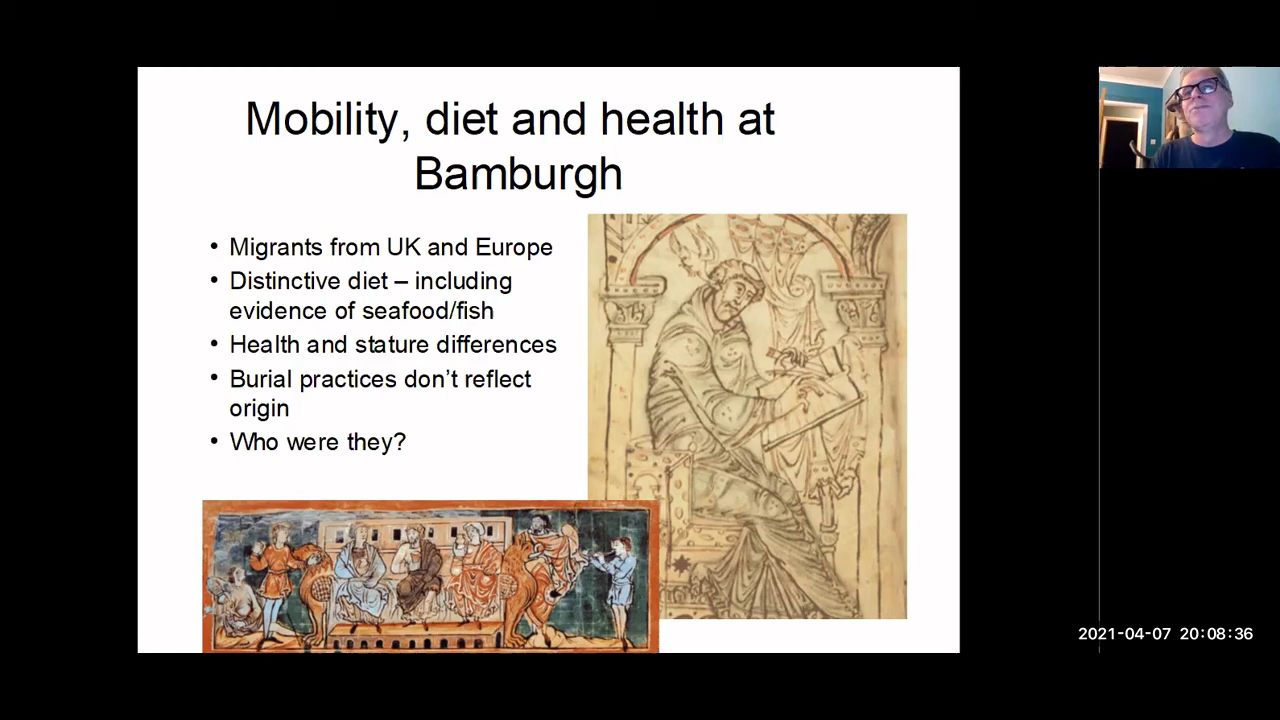 Mobility, diet and health at
Bamburgh
• Migrants from UK and Europe
• Distinctive diet – including
evidence of seafood/fish
• Health and stature differences
• Burial practices don’t reflect
origin
• Who were they?
2021-04-07 20:08:36